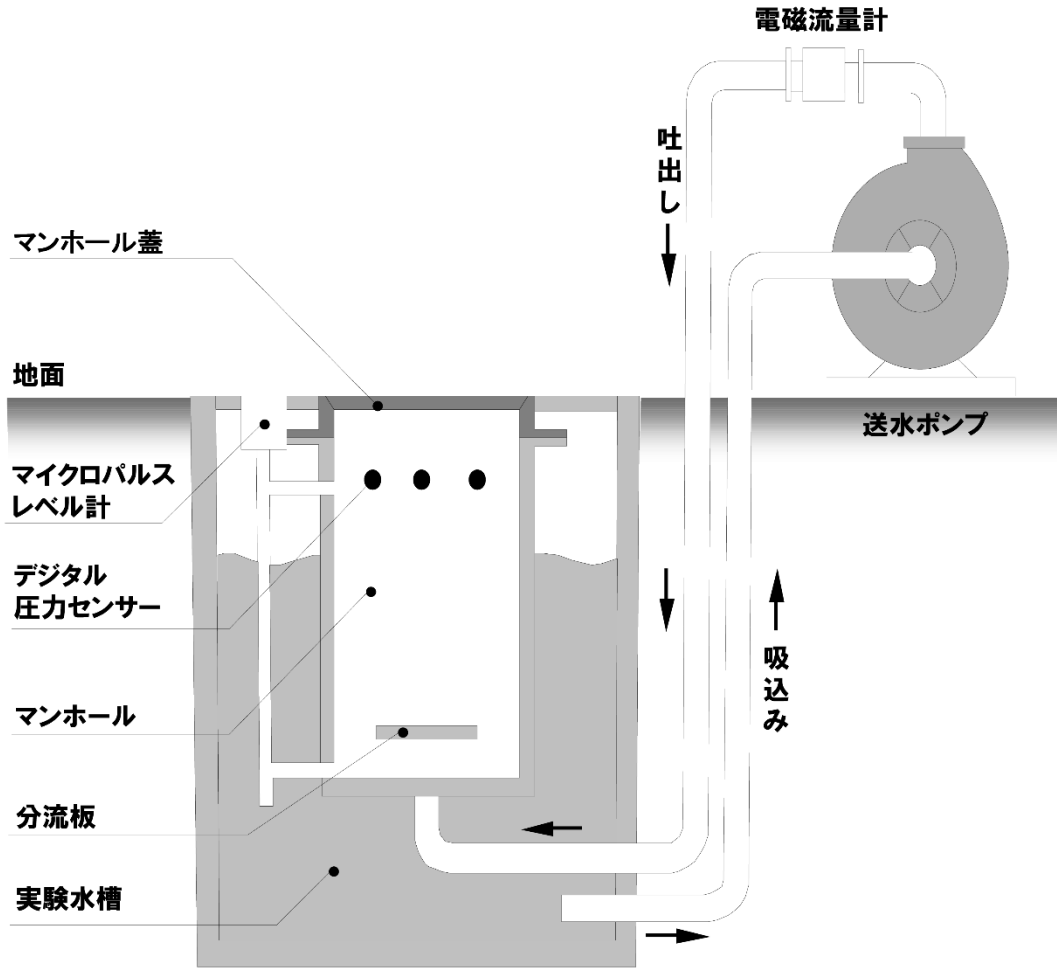 電磁流量計
吐出し
マンホール蓋
地面
送水ポンプ
マイクロパルス
レベル計
デジタル
圧力センサー
吸込み
マンホール
分流板
実験水槽